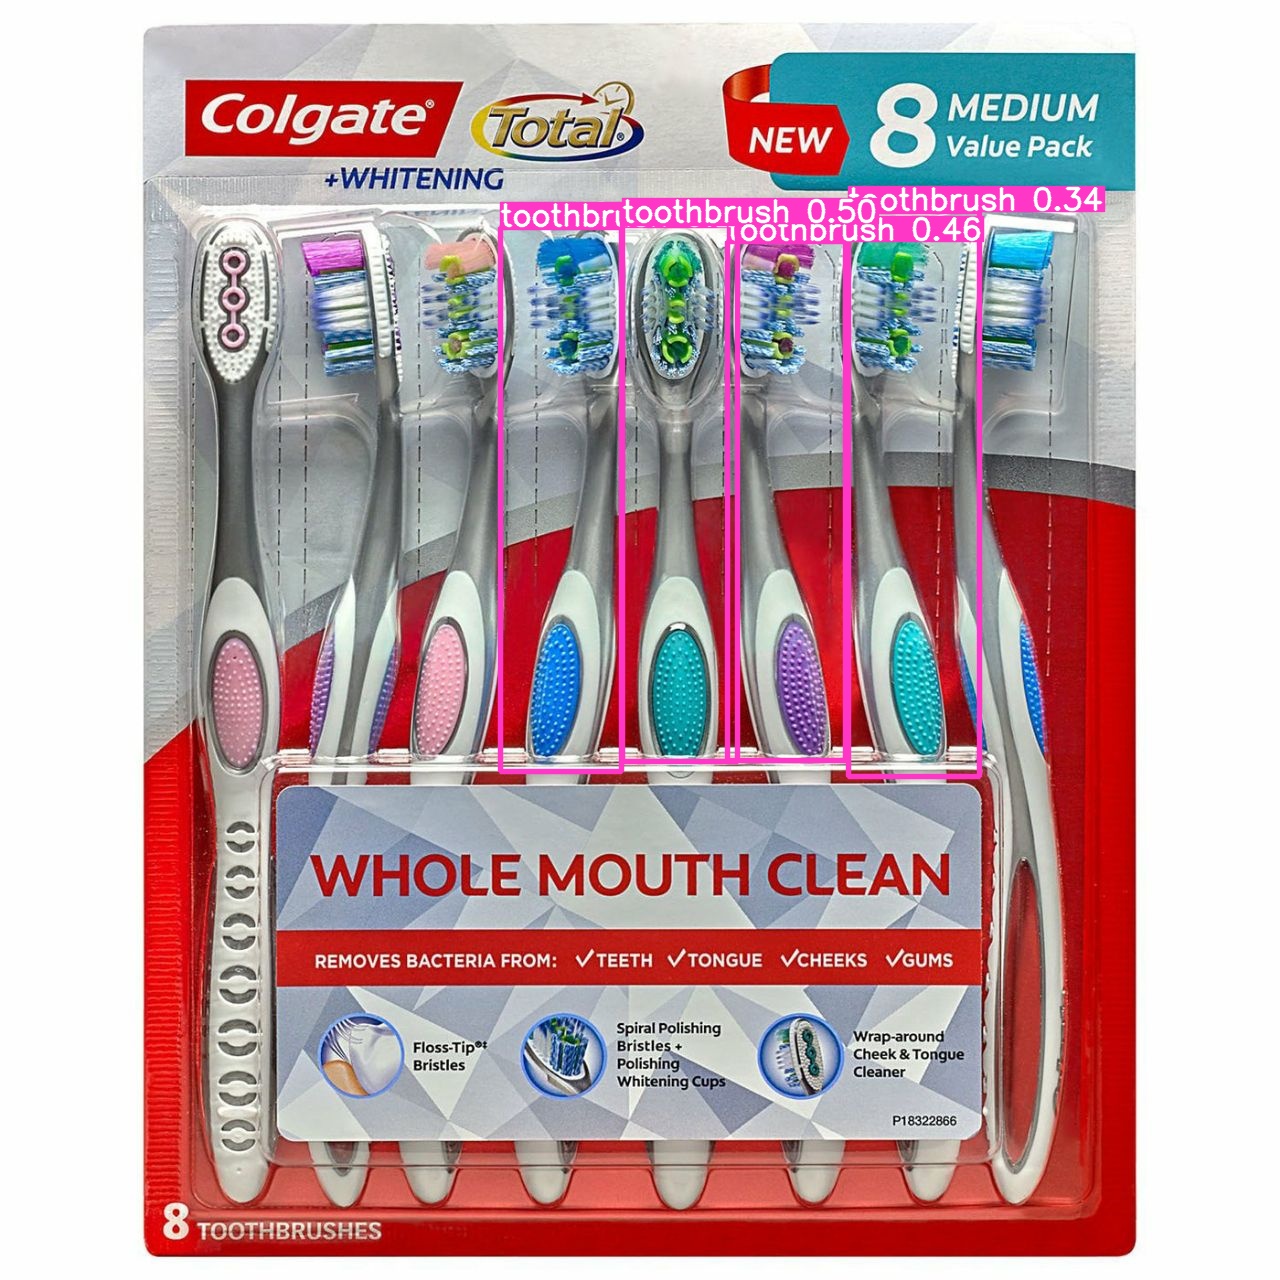 Colgate®
Total®
+WHITENING
NEW
8 MEDIUM
Value Pack
toothbrush 0.50
toothbrush 0.34
toothbrush 0.46
WHOLE MOUTH CLEAN
REMOVES BACTERIA FROM: ✓TEETH ✓TONGUE ✓CHEEKS ✓GUMS
Floss-Tip®‡
Bristles
Spiral Polishing
Bristles +
Polishing
Whitening Cups
Wrap-around
Cheek & Tongue
Cleaner
P18322866
8 TOOTHBRUSHES